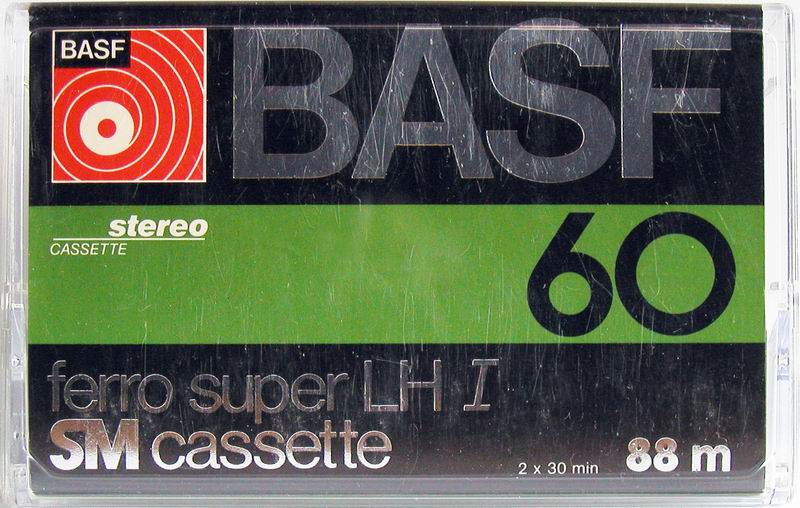 BASF
BASF
stereo
CASSETTE
60
ferro super LH I
SM cassette
2 x 30 min 88 m